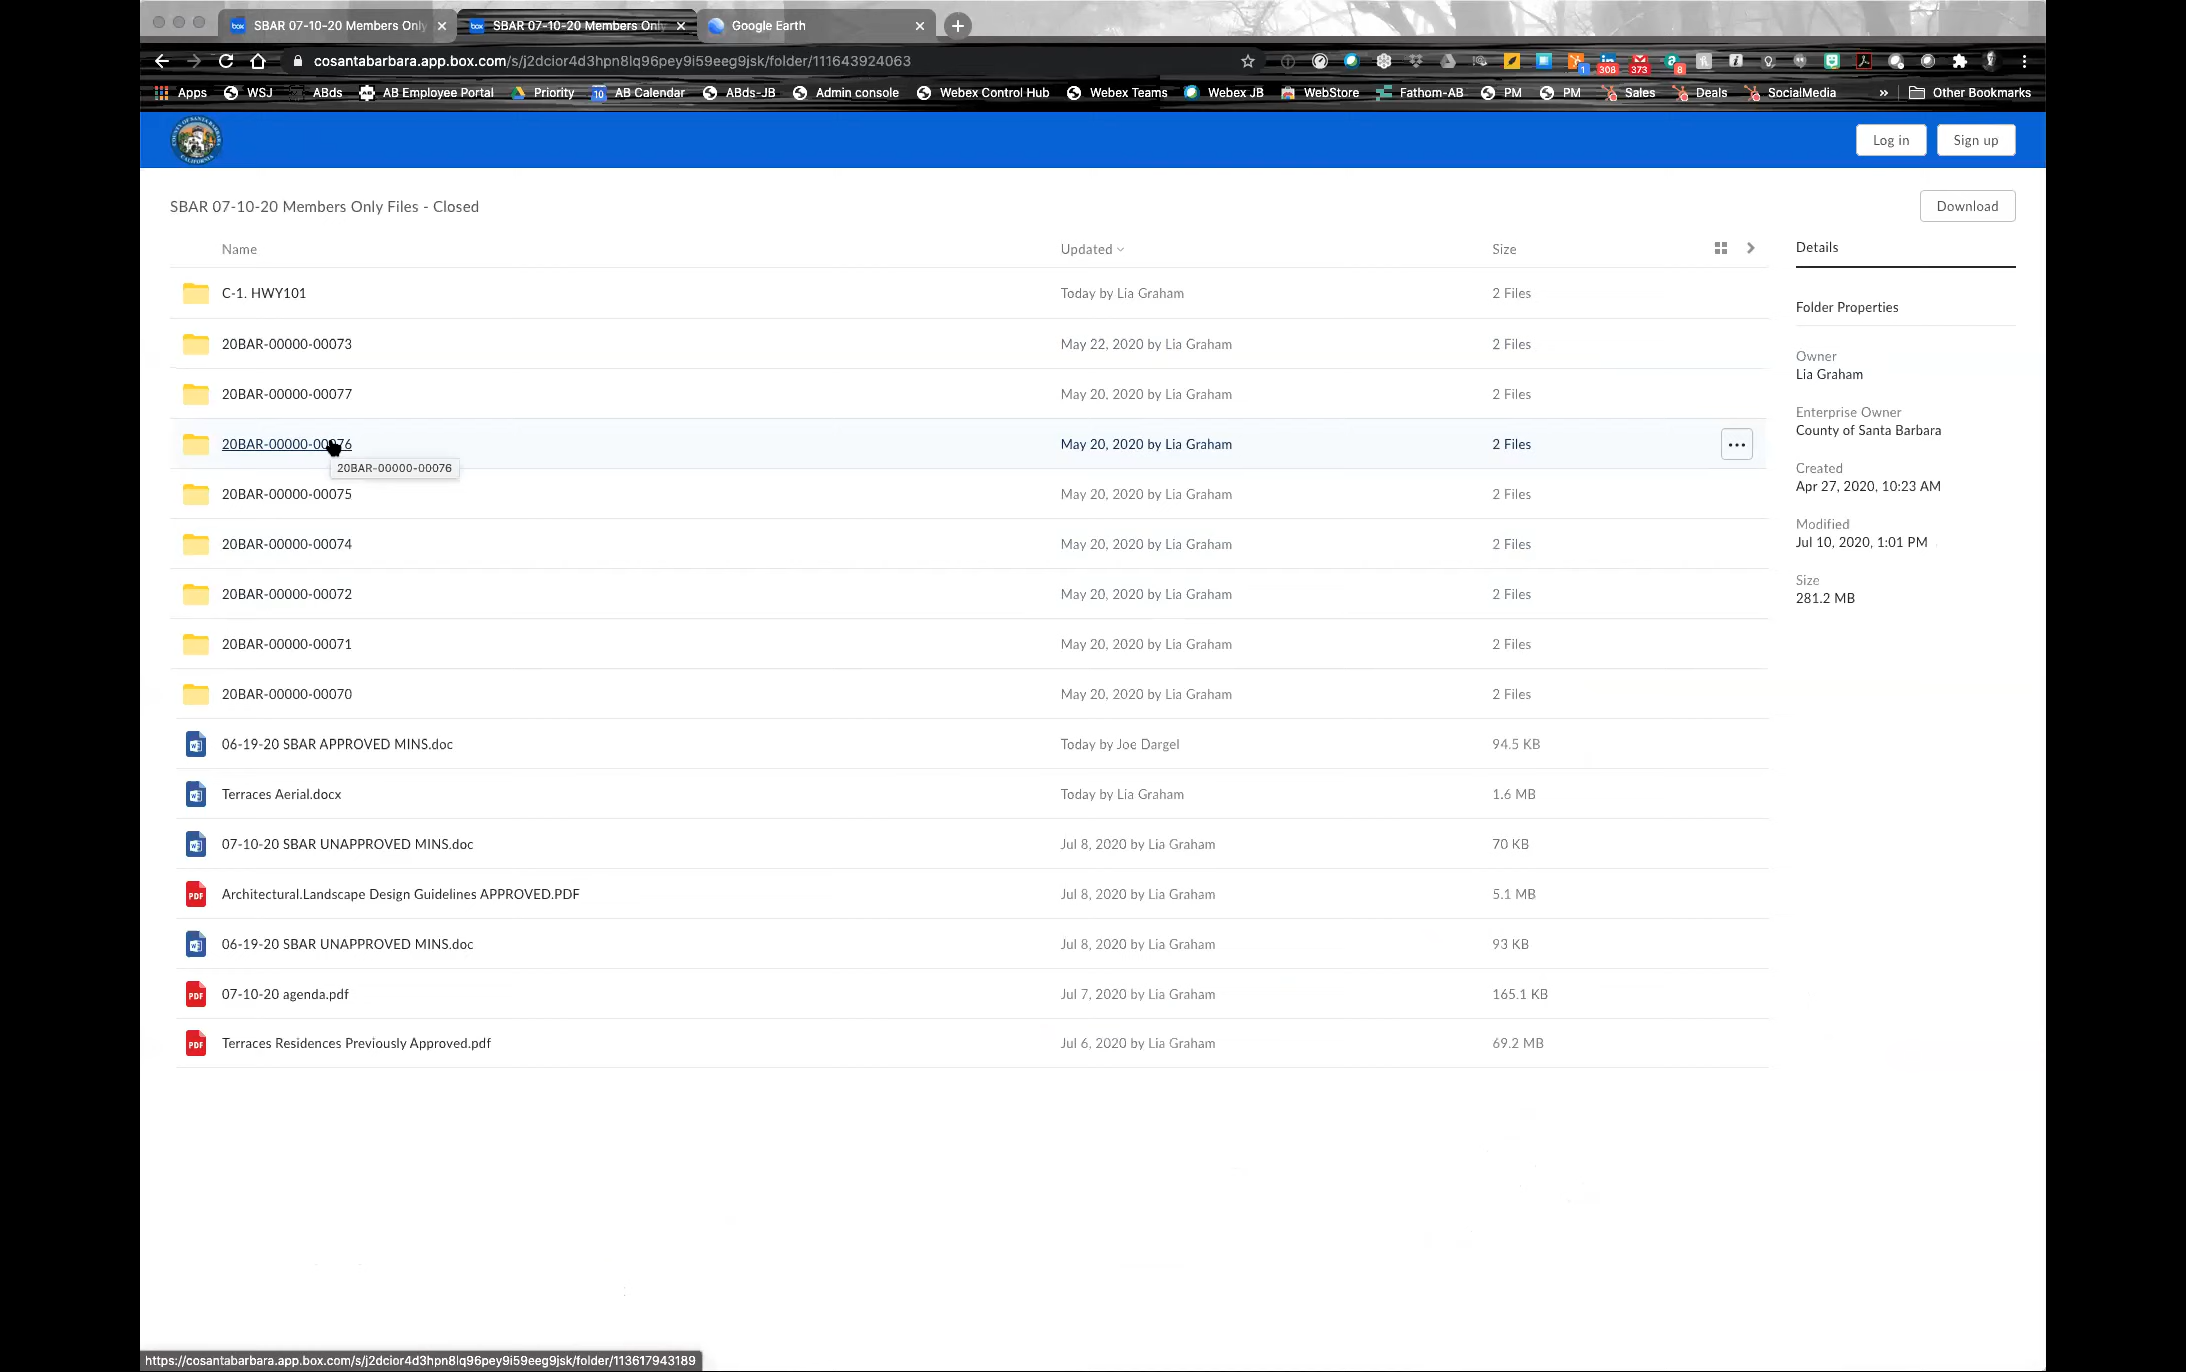 SBAR 07-10-20 Members Only
SBAR 07-10-20 Members Only
Google Earth
cosantabarbara.app.box.com/s/j2dcior4d3hpn8lq96pey9i59eeg9jsk/folder/111643924063
Apps WSJ ABds AB Employee Portal Priority AB Calendar ABds-JB Admin console Webex Control Hub Webex Teams Webex JB WebStore Fathom-AB PM PM Sales Deals SocialMedia » Other Bookmarks
Log in Sign up
SBAR 07-10-20 Members Only Files - Closed
Download
Name Updated Size
C-1. HWY101 Today by Lia Graham 2 Files
20BAR-00000-00073 May 22, 2020 by Lia Graham 2 Files
20BAR-00000-00077 May 20, 2020 by Lia Graham 2 Files
20BAR-00000-00076 May 20, 2020 by Lia Graham 2 Files
20BAR-00000-00076
20BAR-00000-00075 May 20, 2020 by Lia Graham 2 Files
20BAR-00000-00074 May 20, 2020 by Lia Graham 2 Files
20BAR-00000-00072 May 20, 2020 by Lia Graham 2 Files
20BAR-00000-00071 May 20, 2020 by Lia Graham 2 Files
20BAR-00000-00070 May 20, 2020 by Lia Graham 2 Files
06-19-20 SBAR APPROVED MINS.doc Today by Joe Dargel 94.5 KB
Terraces Aerial.docx Today by Lia Graham 1.6 MB
07-10-20 SBAR UNAPPROVED MINS.doc Jul 8, 2020 by Lia Graham 70 KB
Architectural.Landscape Design Guidelines APPROVED.PDF Jul 8, 2020 by Lia Graham 5.1 MB
06-19-20 SBAR UNAPPROVED MINS.doc Jul 8, 2020 by Lia Graham 93 KB
07-10-20 agenda.pdf Jul 7, 2020 by Lia Graham 165.1 KB
Terraces Residences Previously Approved.pdf Jul 6, 2020 by Lia Graham 69.2 MB
Details
Folder Properties
Owner
Lia Graham
Enterprise Owner
County of Santa Barbara
Created
Apr 27, 2020, 10:23 AM
Modified
Jul 10, 2020, 1:01 PM
Size
281.2 MB
https://cosantabarbara.app.box.com/s/j2dcior4d3hpn8lq96pey9i59eeg9jsk/folder/113617943189